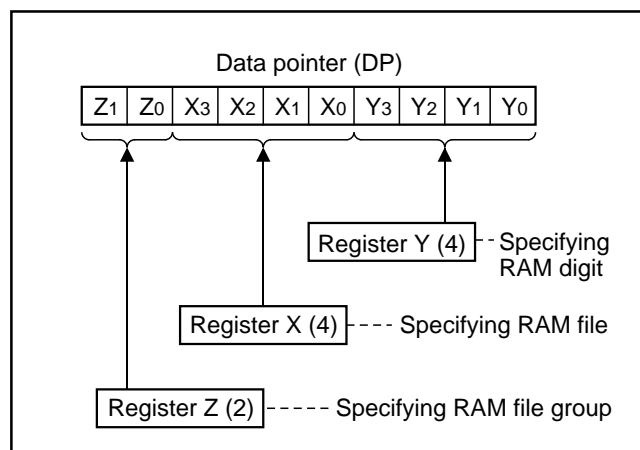 Data pointer (DP)
Z1 Z0 X3 X2 X1 X0 Y3 Y2 Y1 Y0
Register Y (4) Specifying
RAM digit
Register X (4) Specifying RAM file
Register Z (2) Specifying RAM file group